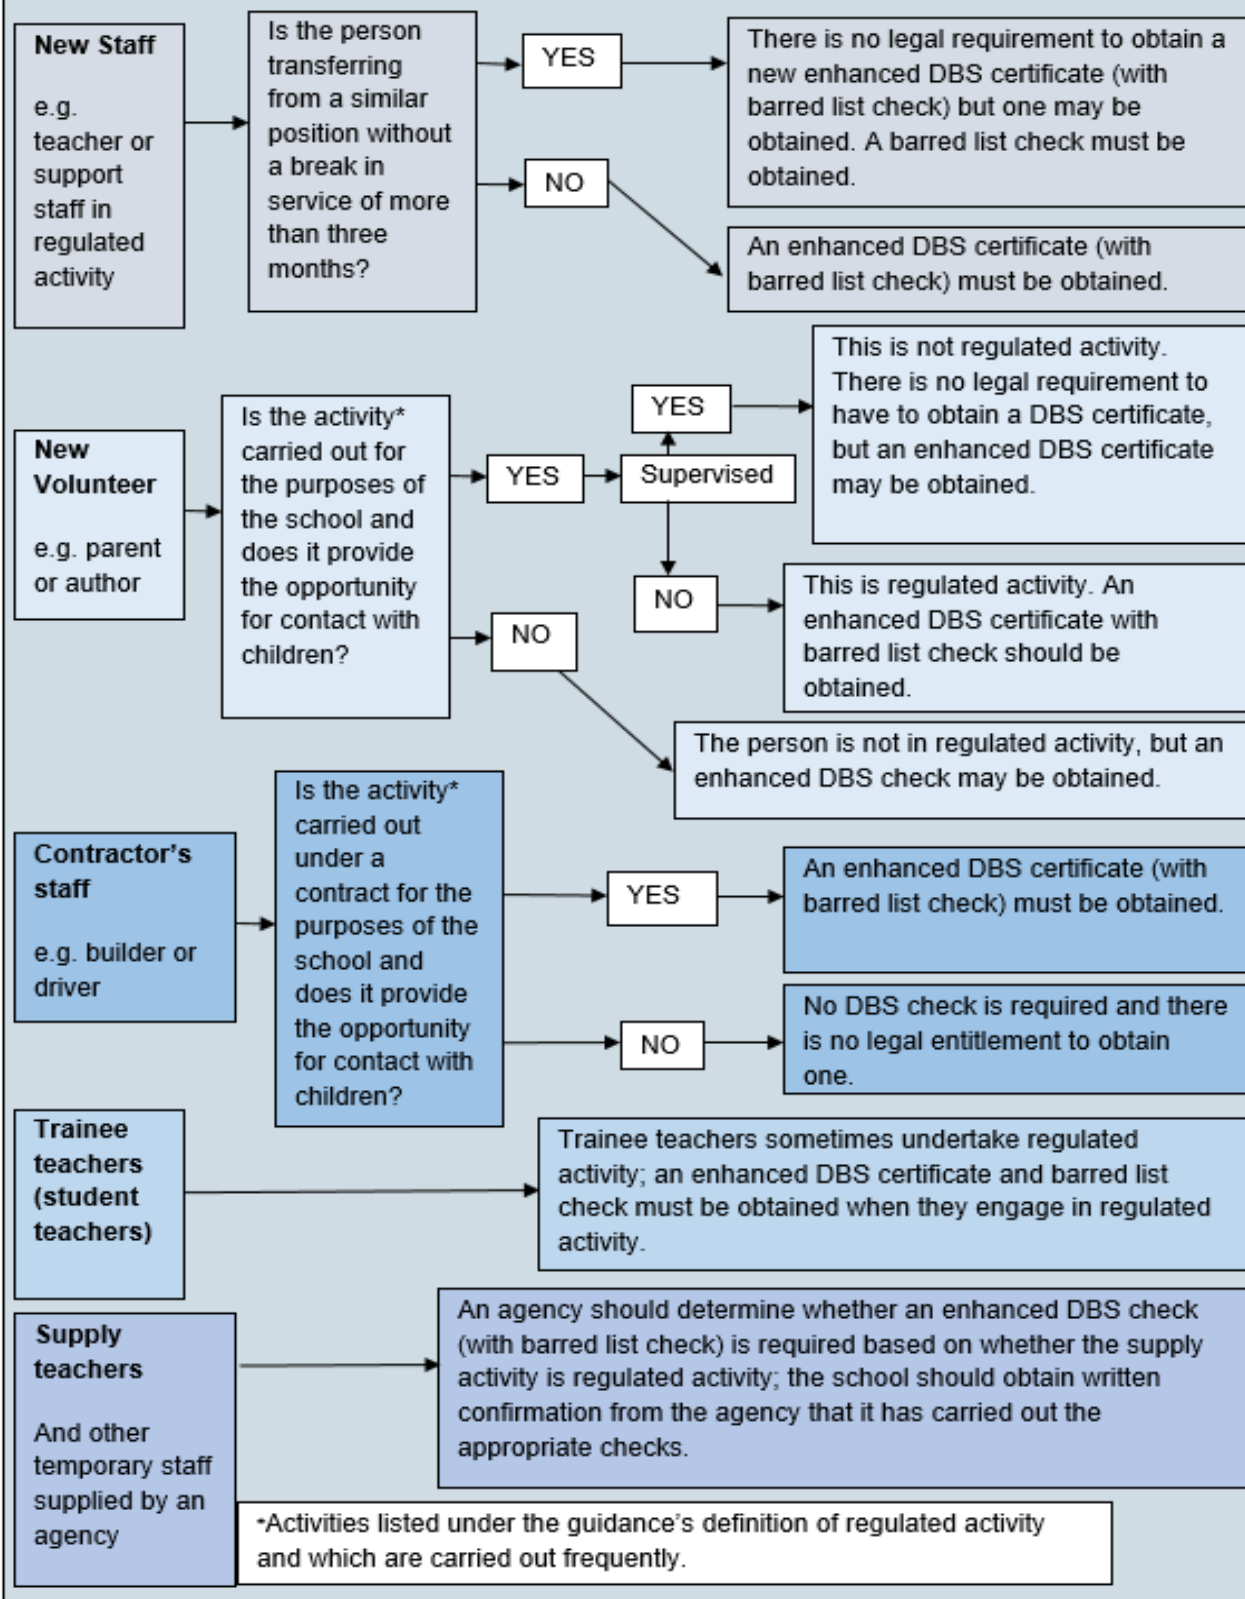 New Staff
e.g.
teacher or
support
staff in
regulated
activity
Is the person
transferring
from a similar
position without
a break in
service of more
than three
months?
YES
There is no legal requirement to obtain a
new enhanced DBS certificate (with
barred list check) but one may be
obtained. A barred list check must be
obtained.
NO
An enhanced DBS certificate (with
barred list check) must be obtained.
New
Volunteer
e.g. parent
or author
Is the activity*
carried out for
the purposes of
the school and
does it provide
the opportunity
for contact with
children?
YES
Supervised
YES
This is not regulated activity.
There is no legal requirement to
have to obtain a DBS certificate,
but an enhanced DBS certificate
may be obtained.
NO
This is regulated activity. An
enhanced DBS certificate with
barred list check should be
obtained.
NO
The person is not in regulated activity, but an
enhanced DBS check may be obtained.
Contractor's
staff
e.g. builder or
driver
Is the activity*
carried out
under a
contract for the
purposes of the
school and
does it provide
the opportunity
for contact with
children?
YES
An enhanced DBS certificate (with
barred list check) must be obtained.
NO
No DBS check is required and there
is no legal entitlement to obtain
one.
Trainee
teachers
(student
teachers)
Trainee teachers sometimes undertake regulated
activity; an enhanced DBS certificate and barred list
check must be obtained when they engage in regulated
activity.
Supply
teachers
And other
temporary staff
supplied by an
agency
An agency should determine whether an enhanced DBS check
(with barred list check) is required based on whether the supply
activity is regulated activity; the school should obtain written
confirmation from the agency that it has carried out the
appropriate checks.
*Activities listed under the guidance's definition of regulated activity
and which are carried out frequently.